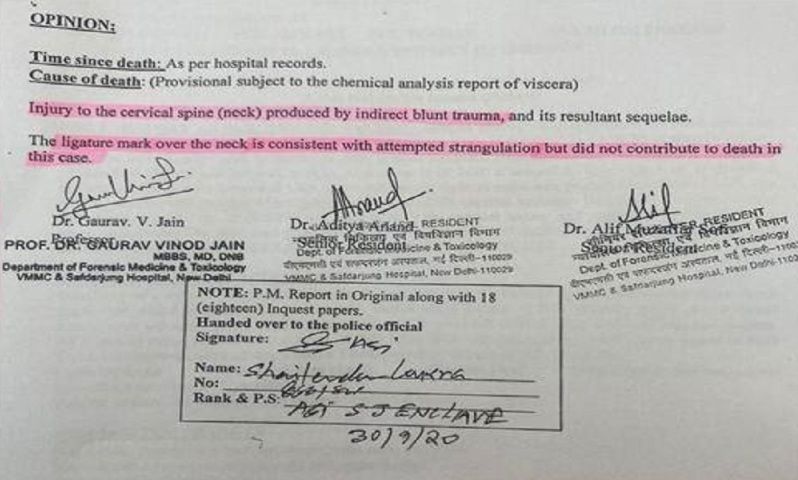 OPINION:
Time since death: As per hospital records.
Cause of death: (Provisional subject to the chemical analysis report of viscera)
Injury to the cervical spine (neck) produced by indirect blunt trauma, and its resultant sequelae.
The ligature mark over the neck is consistent with attempted strangulation but did not contribute to death in
this case.
Dr. Gaurav. V. Jain
Professor
PROF. DR. GAURAV VINOD JAIN
MBBS, MD, DNB
Department of Forensic Medicine & Toxicology
VMMC & Safdarjung Hospital, New Delhi
Dr. Aditya Anand RESIDENT
Senior Resident
Dept. of Forensic Medicine & Toxicology
VMMC & Safdarjung Hospital, New Delhi-110029
Dr. Alif Muzaffar RESIDENT
Senior Resident
Dept. of Forensic Medicine & Toxicology
VMMC & Safdarjung Hospital, New Delhi-110029
NOTE: P.M. Report in Original along with 18
(eighteen) Inquest papers.
Handed over to the police official
Signature:
Name:
No:
Rank & P.S: ASI S J ENCLAVE
30/9/20